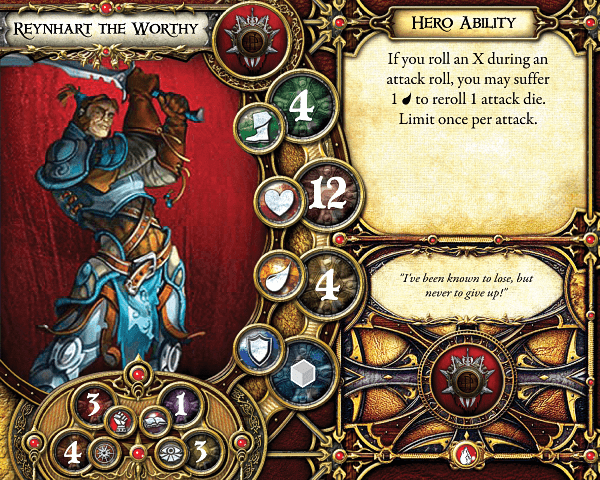 Reynhart the Worthy
4
12
4
3
1
4
3
Hero Ability
If you roll an X during an
attack roll, you may suffer
1 to reroll 1 attack die.
Limit once per attack.
"I've been known to lose, but
never to give up!"